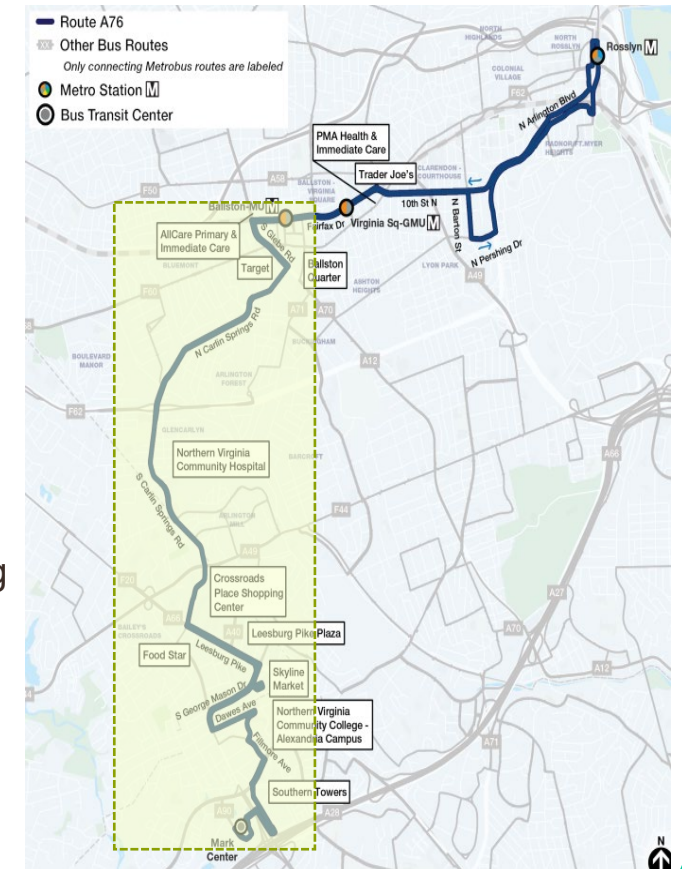 Route A76
Other Bus Routes
Only connecting Metrobus routes are labeled
Metro Station M
Bus Transit Center
NORTH
HIGHLANDS
NORTH
ROSSLYN
Rosslyn M
COLONIAL
VILLAGE
F62
N Arlington Blvd
RADNOR/FT.MYER
HEIGHTS
PMA Health &
Immediate Care
Trader Joe's
CLARENDON -
COURTHOUSE
A58
F50
BALLSTON -
VIRGINIA
SQUARE
10th St N
N Barton St
Ballston-MU M
Fairfax Dr
Virginia Sq-GMU M
N Pershing Dr
AllCare Primary &
Immediate Care
S Glebe Rd
BLUEMONT
Target
Ballston
Quarter
LYON PARK
A49
ASHTON
HEIGHTS
A71
A70
N Carlin Springs Rd
BUCKINGHAM
BOULEVARD
MANOR
A12
ARLINGTON
FOREST
F62
GLENCARLYN
Northern Virginia
Community Hospital
BARCROFT
A66
S Carlin Springs Rd
F44
ARLINGTON
MILL
A49
g
F20
Crossroads
Place Shopping
Center
A27
BAILEY'S
CROSSROADS
Leesburg Pike Plaza
A70
Food Star
Leesburg Pike
A12
Skyline
Market
S George Mason Dr
Dawes Ave
Northern Virginia
Community College -
Alexandria Campus
Fillmore Ave
A71
Southern Towers
Mark
Center
N